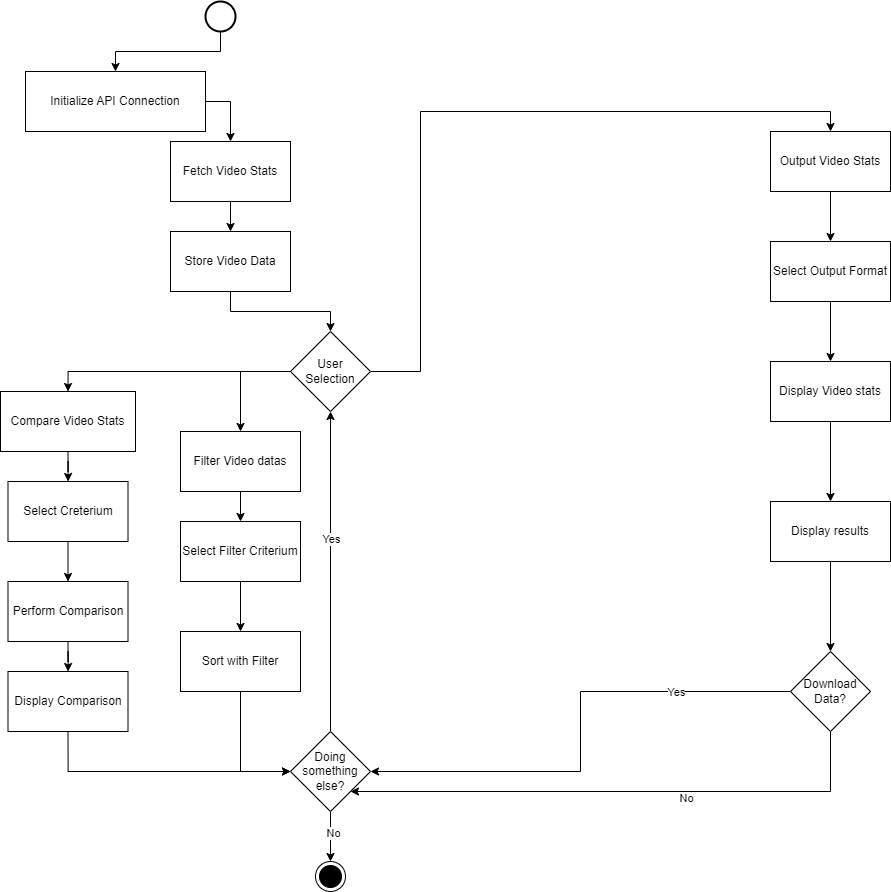 Initialize API Connection
Fetch Video Stats
Store Video Data
User
Selection
Compare Video Stats
Select Creterium
Perform Comparison
Display Comparison
Filter Video datas
Select Filter Criterium
Sort with Filter
Output Video Stats
Select Output Format
Display Video stats
Display results
Download
Data?
Yes
No
Yes
Doing
something
else?
No